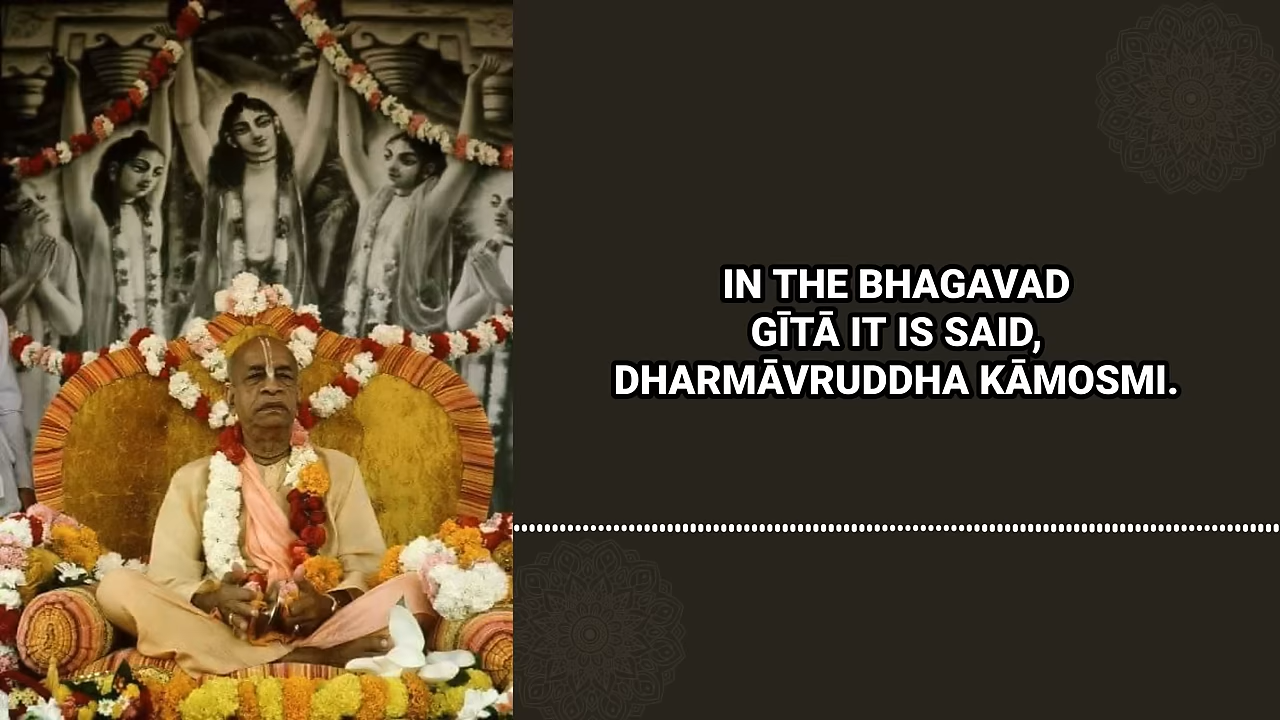 IN THE BHAGAVAD
GĪTĀ IT IS SAID,
DHARMĀVRUDDHA KĀMOSMI.